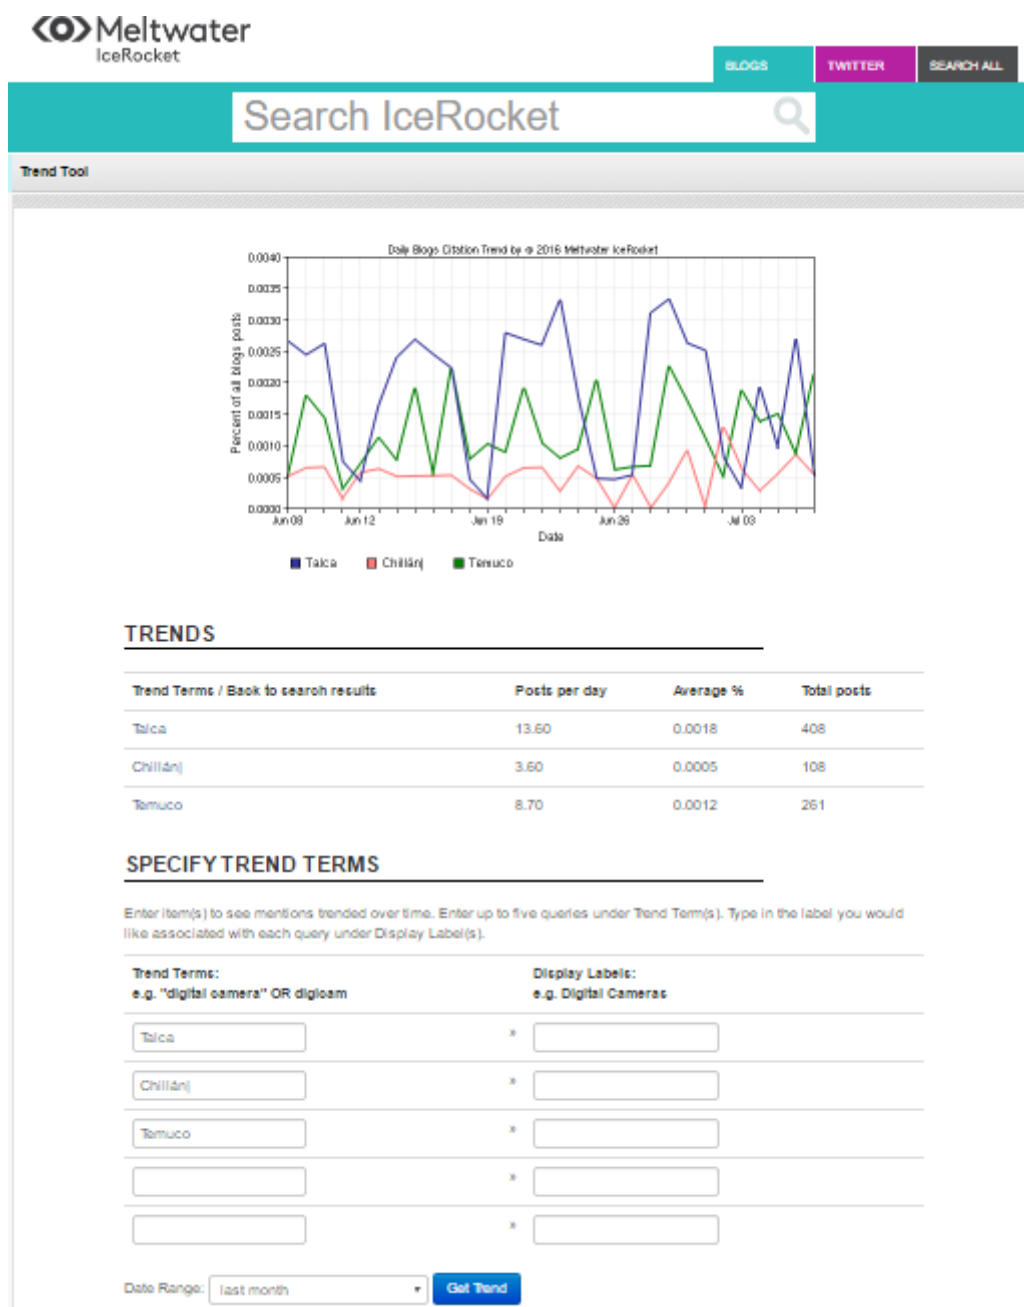 Meltwater
IceRocket
BLOGS TWITTER SEARCH ALL
Search IceRocket
Trend Tool
Daily Blogs Citation Trend by © 2016 Meltwater IceRocket
Percent of all blogs posts
0.0040
0.0035
0.0030
0.0025
0.0020
0.0015
0.0010
0.0005
0.0000
Jun 09 Jun 12 Jun 19 Jun 26 Jul 03
Date
Talca Chillán| Temuco
TRENDS
Trend Terms / Back to search results Posts per day Average % Total posts
Talca 13.60 0.0018 408
Chillán| 3.60 0.0005 108
Temuco 8.70 0.0012 261
SPECIFY TREND TERMS
Enter item(s) to see mentions trended over time. Enter up to five queries under Trend Term(s). Type in the label you would
like associated with each query under Display Label(s).
Trend Terms: Display Labels:
e.g. "digital camera" OR digicam e.g. Digital Cameras
Talca »
Chillán| »
Temuco »
»
»
Date Range: last month Get Trend